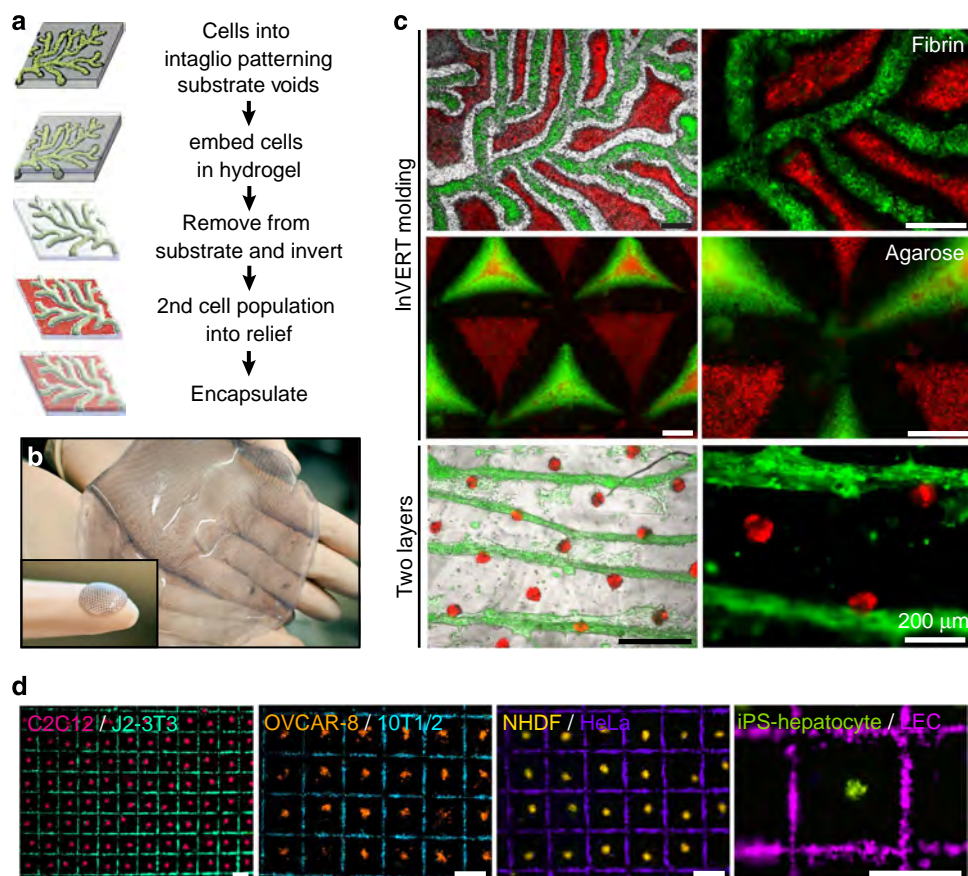 a
Cells into
intaglio patterning
substrate voids
embed cells
in hydrogel
Remove from
substrate and invert
2nd cell population
into relief
Encapsulate
b
c
InVERT molding
Fibrin
Agarose
Two layers
200 μm
d
C2C12 / J2-3T3
OVCAR-8 / 10T1/2
NHDF / HeLa
iPS-hepatocyte /